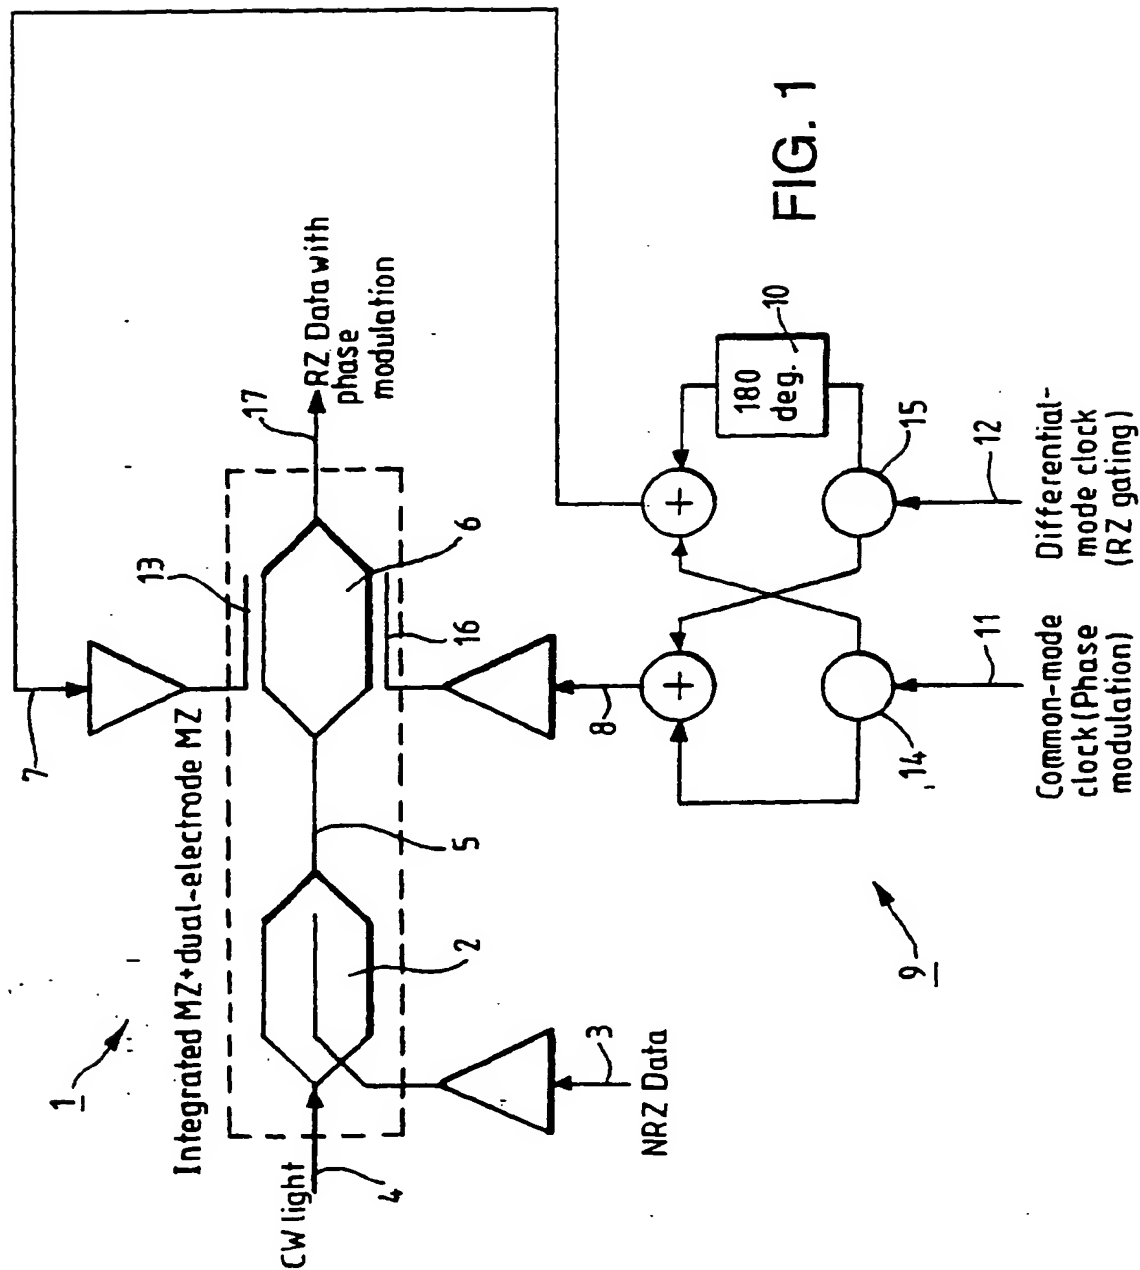 1
Integrated MZ+dual-electrode MZ
7
13
17
CW light
4
2
5
6
16
RZ Data with
phase
modulation
3
NRZ Data
8
9
14
11
Common-mode
clock(Phase
modulation)
+
+
180
deg.
10
15
12
Differential-
mode clock
(RZ gating)
FIG. 1